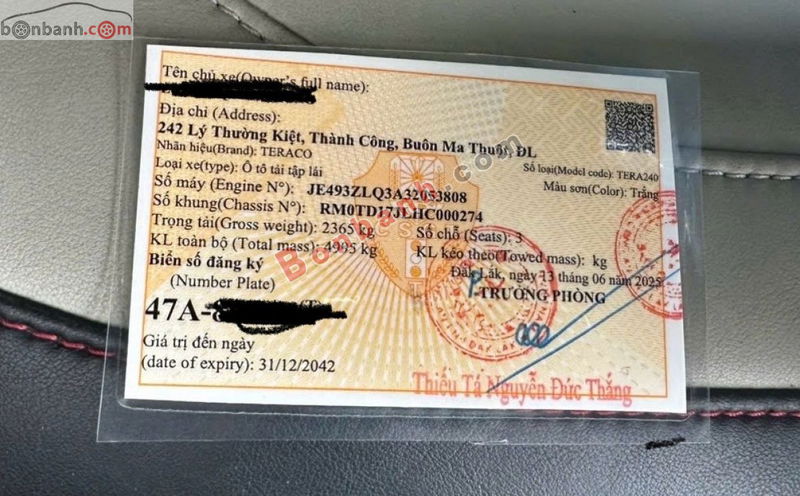 bonbanh.com
Tên chủ xe(Owner's full name):
Địa chỉ (Address):
242 Lý Thường Kiệt, Thành Công, Buôn Ma Thuột, ĐL
Nhãn hiệu(Brand): TERACO
Số loại(Model code): TERA240
Loại xe(type): Ô tô tải tập lái
Màu sơn(Color): Trắng
Số máy (Engine N°): JE493ZLQ3A32053808
Số khung(Chassis N°): RM0TD17JLHC000274
Trọng tải(Gross weight): 2365 kg
Số chỗ (Seats): 3
KL toàn bộ (Total mass): 4995 kg
KL kéo theo(Towed mass): kg
Biển số đăng ký
(Number Plate)
Đăk Lăk, ngày 13 tháng 06 năm 2025
P.TRƯỞNG PHÒNG
47A-
Giá trị đến ngày
(date of expiry): 31/12/2042
Thiếu Tá Nguyễn Đức Thắng
Bonbanh.com